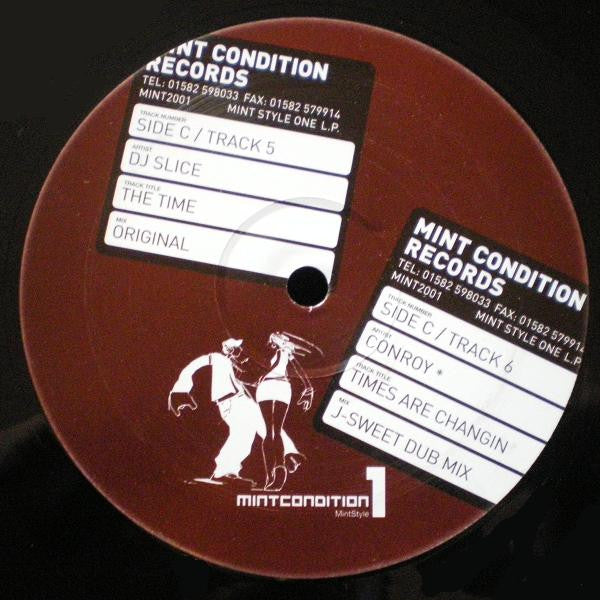 MINT CONDITION
RECORDS
TEL: 01582 598033 FAX: 01582 579914
MINT2001 MINT STYLE ONE L.P.
TRACK NUMBER
SIDE C / TRACK 5
ARTIST
DJ SLICE
TRACK TITLE
THE TIME
MIX
ORIGINAL
MINT CONDITION
RECORDS
TEL: 01582 598033 FAX: 01582 579914
MINT2001 MINT STYLE ONE L.P.
TRACK NUMBER
SIDE C / TRACK 6
ARTIST
CONROY *
TRACK TITLE
TIMES ARE CHANGIN
MIX
J-SWEET DUB MIX
MINTCONDITION 1
MintStyle